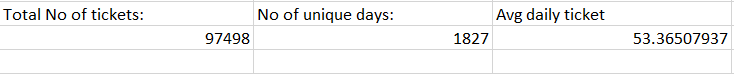 Total No of tickets: No of unique days: Avg daily ticket
97498 1827 53.36507937